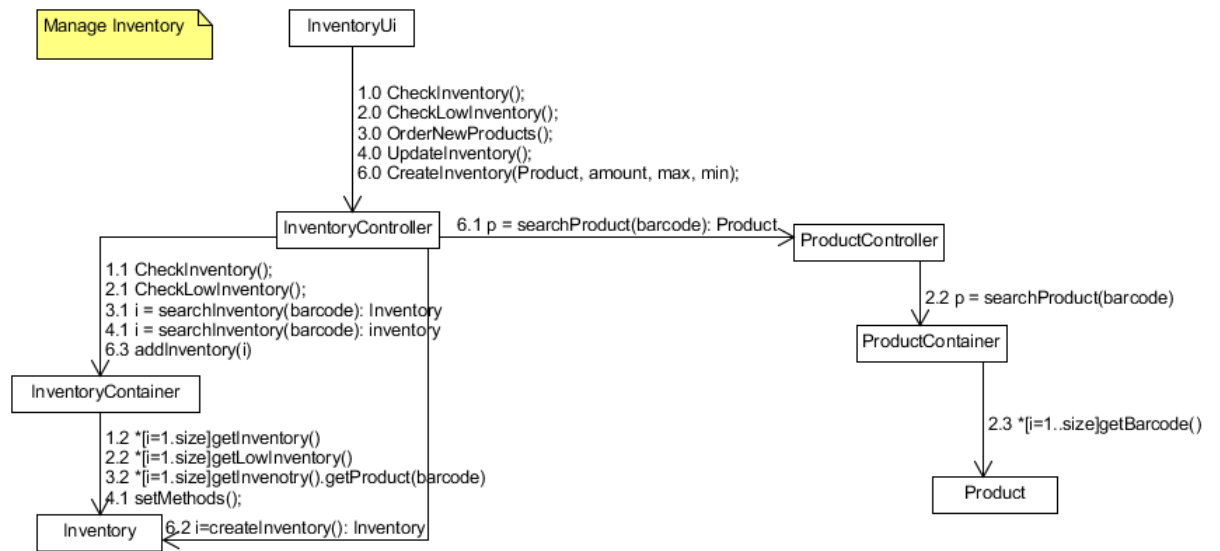 Manage Inventory
InventoryUi
1.0 CheckInventory();
2.0 CheckLowInventory();
3.0 OrderNewProducts();
4.0 UpdateInventory();
6.0 CreateInventory(Product, amount, max, min);
InventoryController
6.1 p = searchProduct(barcode): Product
ProductController
1.1 CheckInventory();
2.1 CheckLowInventory();
3.1 i = searchInventory(barcode): Inventory
4.1 i = searchInventory(barcode): inventory
6.3 addInventory(i)
2.2 p = searchProduct(barcode)
ProductContainer
InventoryContainer
1.2 *[i=1.size]getInventory()
2.2 *[i=1.size]getLowInventory()
3.2 *[i=1.size]getInvenotry().getProduct(barcode)
4.1 setMethods();
2.3 *[i=1..size]getBarcode()
Product
Inventory
6.2 i=createInventory(): Inventory